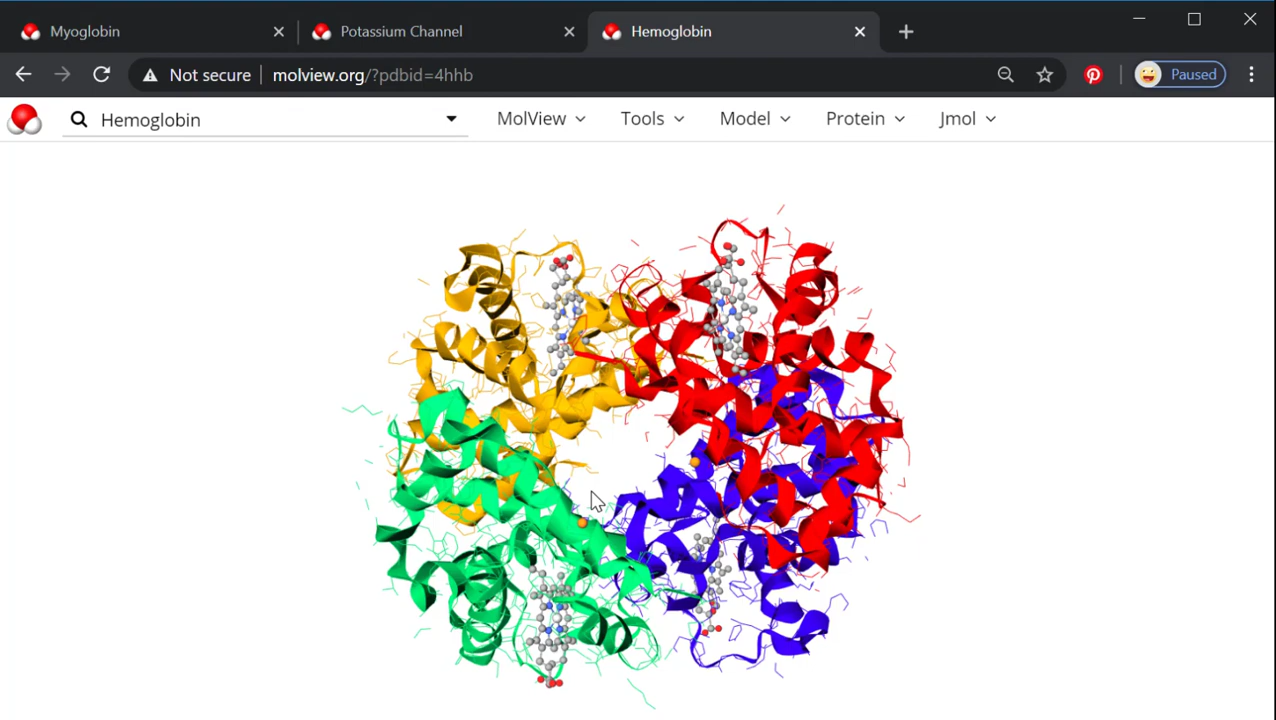 Myoglobin
Potassium Channel
Hemoglobin
Not secure
molview.org/?pdbid=4hhb
Paused
Hemoglobin
MolView
Tools
Model
Protein
Jmol